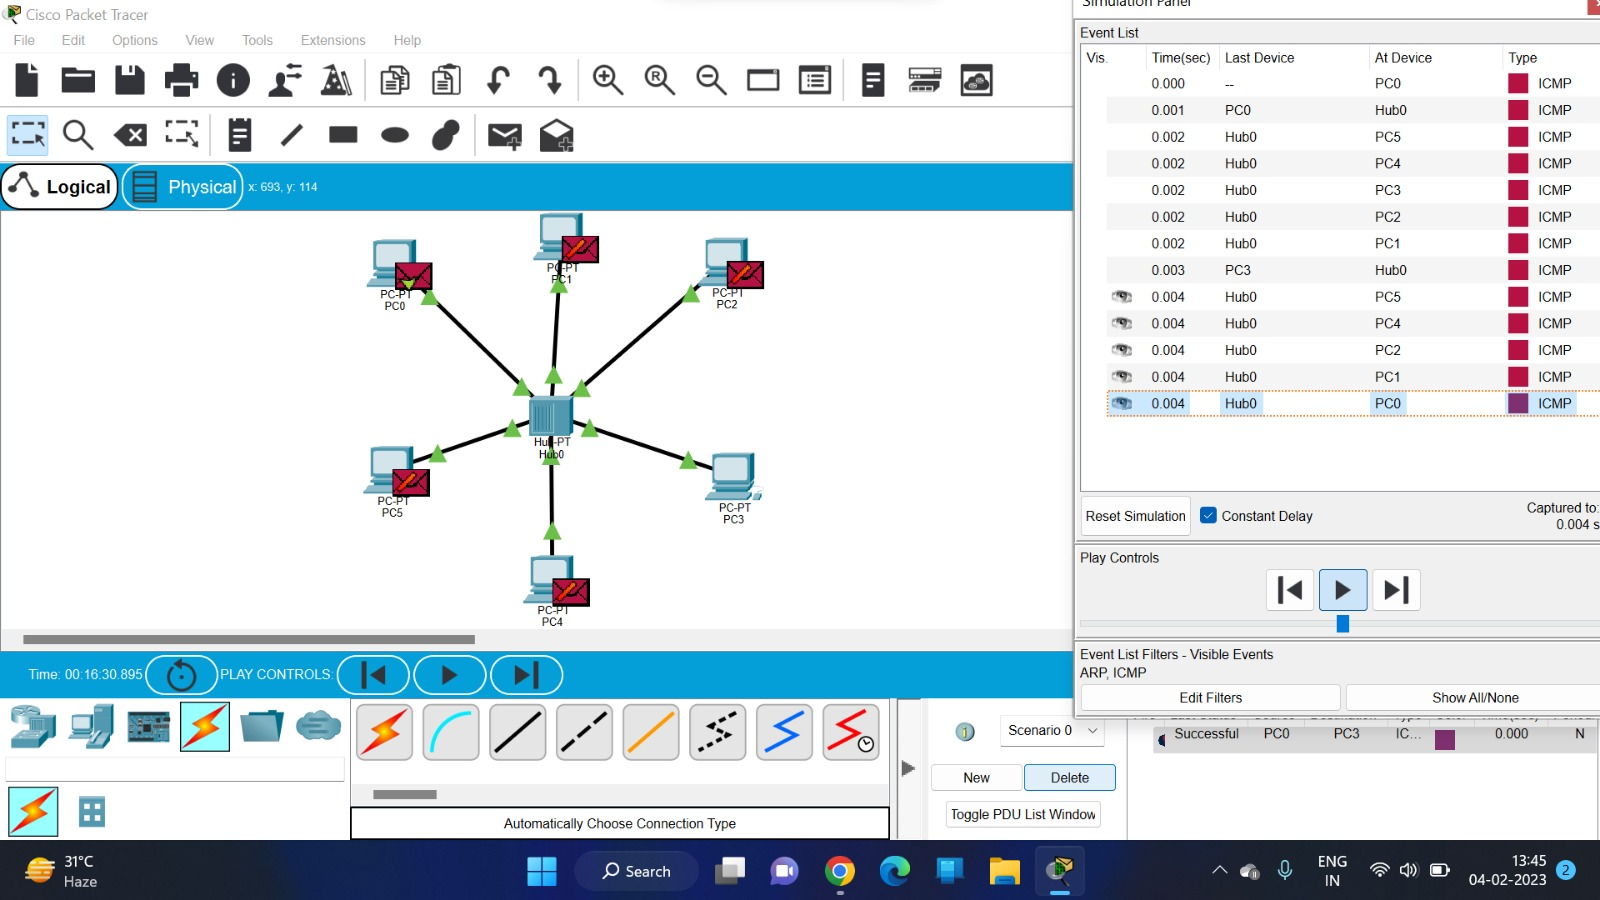 Cisco Packet Tracer
File Edit Options View Tools Extensions Help
Logical Physical x: 693, y: 114
PC-PT
PC0
PC-PT
PC1
PC-PT
PC2
Hub-PT
Hub0
PC-PT
PC5
PC-PT
PC3
PC-PT
PC4
Time: 00:16:30.895 PLAY CONTROLS:
Automatically Choose Connection Type
Scenario 0
New Delete
Toggle PDU List Window
Simulation Panel
Event List
Vis. Time(sec) Last Device At Device Type
0.000 -- PC0 ICMP
0.001 PC0 Hub0 ICMP
0.002 Hub0 PC5 ICMP
0.002 Hub0 PC4 ICMP
0.002 Hub0 PC3 ICMP
0.002 Hub0 PC2 ICMP
0.002 Hub0 PC1 ICMP
0.003 PC3 Hub0 ICMP
0.004 Hub0 PC5 ICMP
0.004 Hub0 PC4 ICMP
0.004 Hub0 PC2 ICMP
0.004 Hub0 PC1 ICMP
0.004 Hub0 PC0 ICMP
Reset Simulation Constant Delay Captured to:
0.004 s
Play Controls
Event List Filters - Visible Events
ARP, ICMP
Edit Filters Show All/None
Successful PC0 PC3 IC... 0.000 N
31°C
Haze
Search
ENG
IN
13:45
04-02-2023
2